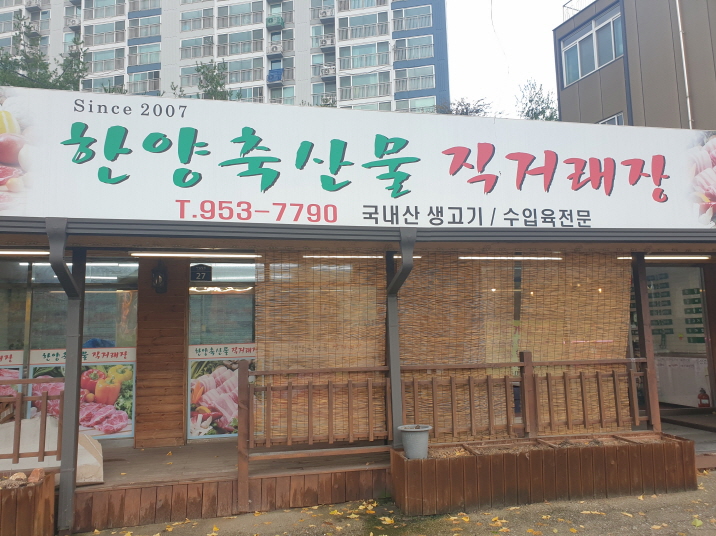 Since 2007
한양축산물 직거래장
T.953-7790 국내산 생고기 / 수입육전문
27
한양축산물 직거래장
한양축산물 직거래장